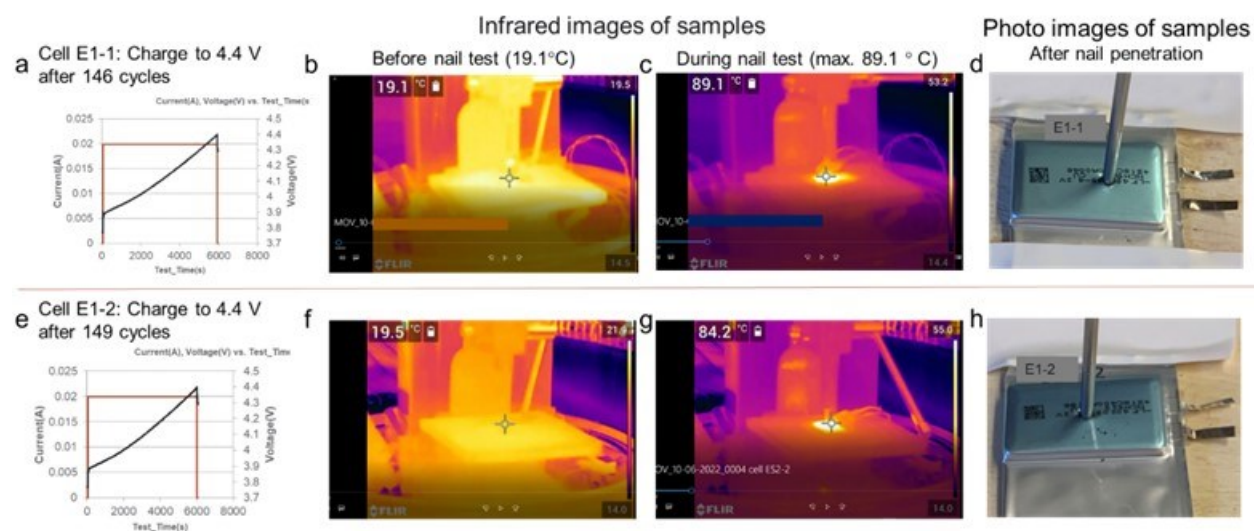 Infrared images of samples
Photo images of samples
a
Cell E1-1: Charge to 4.4 V
after 146 cycles
b
Before nail test (19.1°C)
c
During nail test (max. 89.1 ° C)
d
After nail penetration
Current(A), Voltage(V) vs. Test_Time(s
0.025
0.02
0.015
0.01
0.005
0
Current(A)
4.5
4.4
4.3
4.2
4.1
4
3.9
3.8
3.7
Voltage(V)
0
2000
4000
6000
8000
Test_Time(s)
19.1 °C
19.5
MOV_10-
14.5
FLIR
89.1 °C
53.2
14.4
FLIR
E1-1
e
Cell E1-2: Charge to 4.4 V
after 149 cycles
f
g
h
Current(A), Voltage(V) vs. Test_Time
0.025
0.02
0.015
0.01
0.005
0
Current(A)
4.5
4.4
4.3
4.2
4.1
4
3.9
3.8
3.7
Voltage(V)
0
2000
4000
6000
8000
Test_Time(s)
19.5 °C
14.0
FLIR
84.2 °C
55.0
OV_10-06-2022_0004 cell ES2-2
14.0
FLIR
E1-2
2